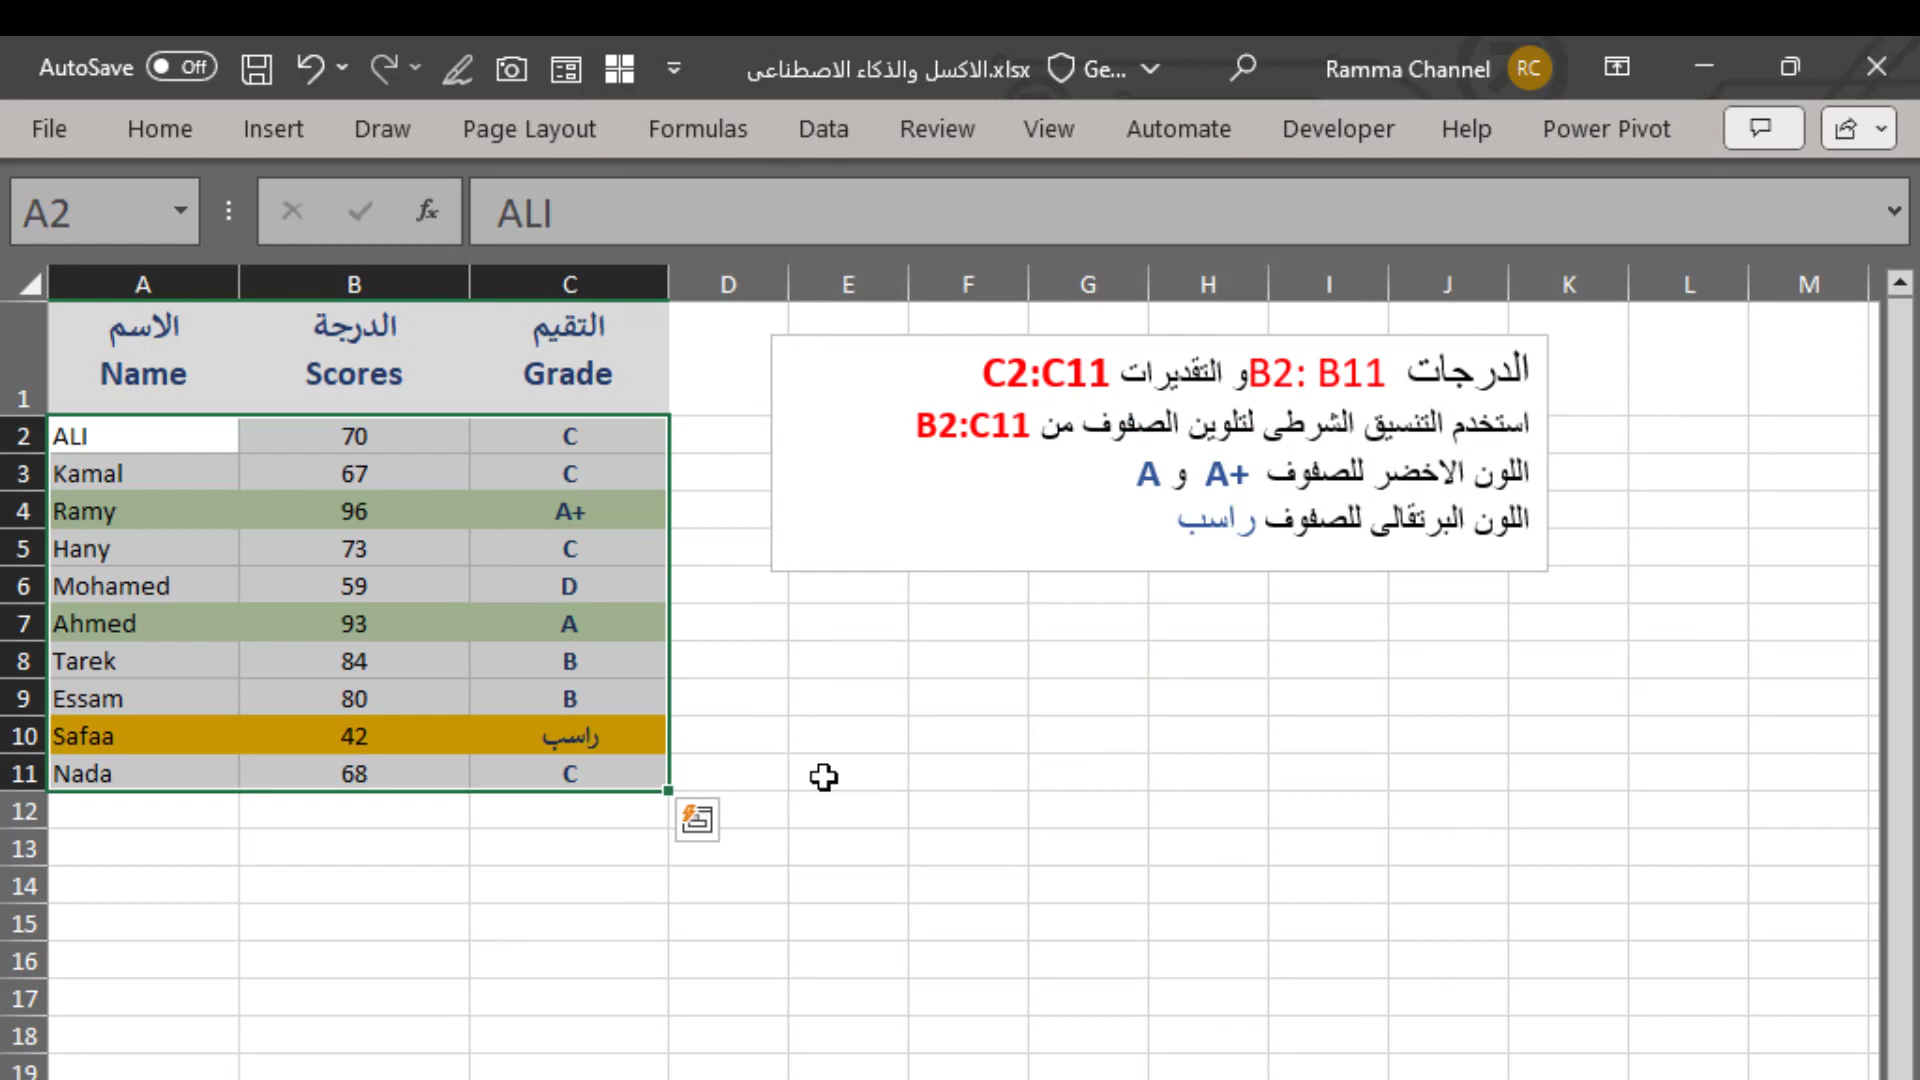 AutoSave Off الاكسل والذكاء الاصطناعى.xlsx Ge... Ramma Channel RC
File Home Insert Draw Page Layout Formulas Data Review View Automate Developer Help Power Pivot
A2 fx ALI
A B C D E F G H I J K L M
الاسم الدرجة التقيم
1 Name Scores Grade
2 ALI 70 C
3 Kamal 67 C
4 Ramy 96 A+
5 Hany 73 C
6 Mohamed 59 D
7 Ahmed 93 A
8 Tarek 84 B
9 Essam 80 B
10 Safaa 42 راسب
11 Nada 68 C
12
13
14
15
16
17
18
19
الدرجات B2: B11و التقديرات C2:C11
استخدم التنسيق الشرطى لتلوين الصفوف من B2:C11
اللون الاخضر للصفوف A+ و A
اللون البرتقالى للصفوف راسب